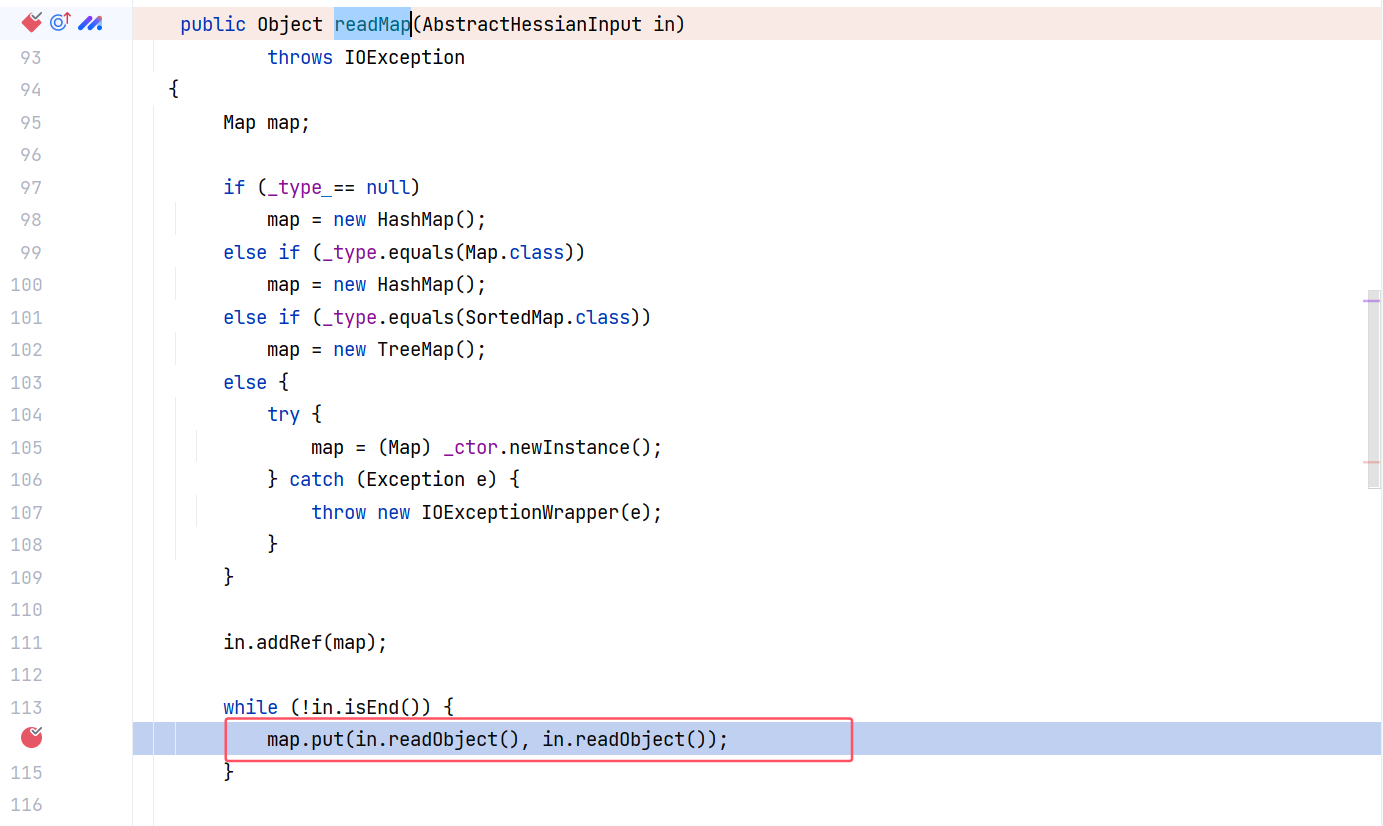 public Object readMap(AbstractHessianInput in)
93 throws IOException
94 {
95 Map map;
96
97 if (_type_== null)
98 map = new HashMap();
99 else if (_type.equals(Map.class))
100 map = new HashMap();
101 else if (_type.equals(SortedMap.class))
102 map = new TreeMap();
103 else {
104 try {
105 map = (Map) _ctor.newInstance();
106 } catch (Exception e) {
107 throw new IOExceptionWrapper(e);
108 }
109 }
110
111 in.addRef(map);
112
113 while (!in.isEnd()) {
map.put(in.readObject(), in.readObject());
115 }
116